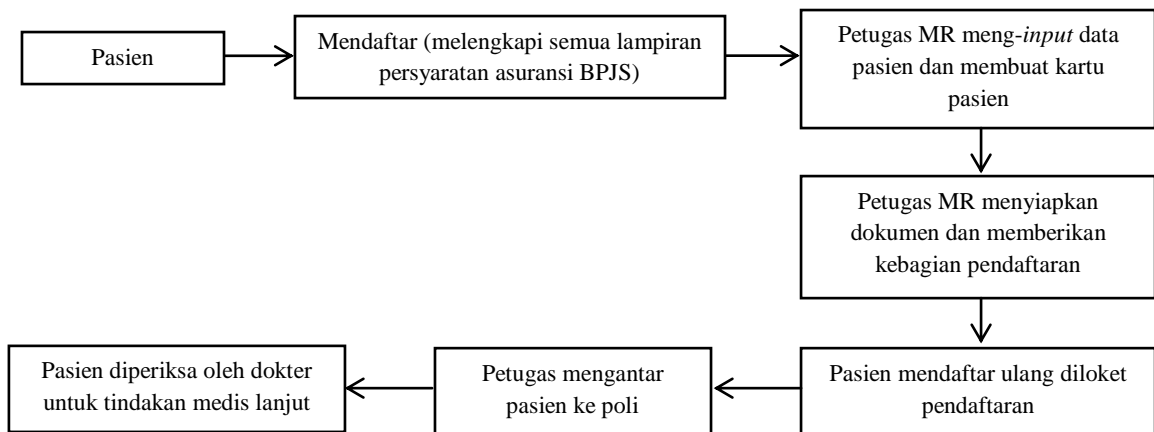 Pasien
Mendaftar (melengkapi semua lampiran
persyaratan asuransi BPJS)
Petugas MR meng-input data
pasien dan membuat kartu
pasien
Petugas MR menyiapkan
dokumen dan memberikan
kebagian pendaftaran
Pasien mendaftar ulang diloket
pendaftaran
Petugas mengantar
pasien ke poli
Pasien diperiksa oleh dokter
untuk tindakan medis lanjut